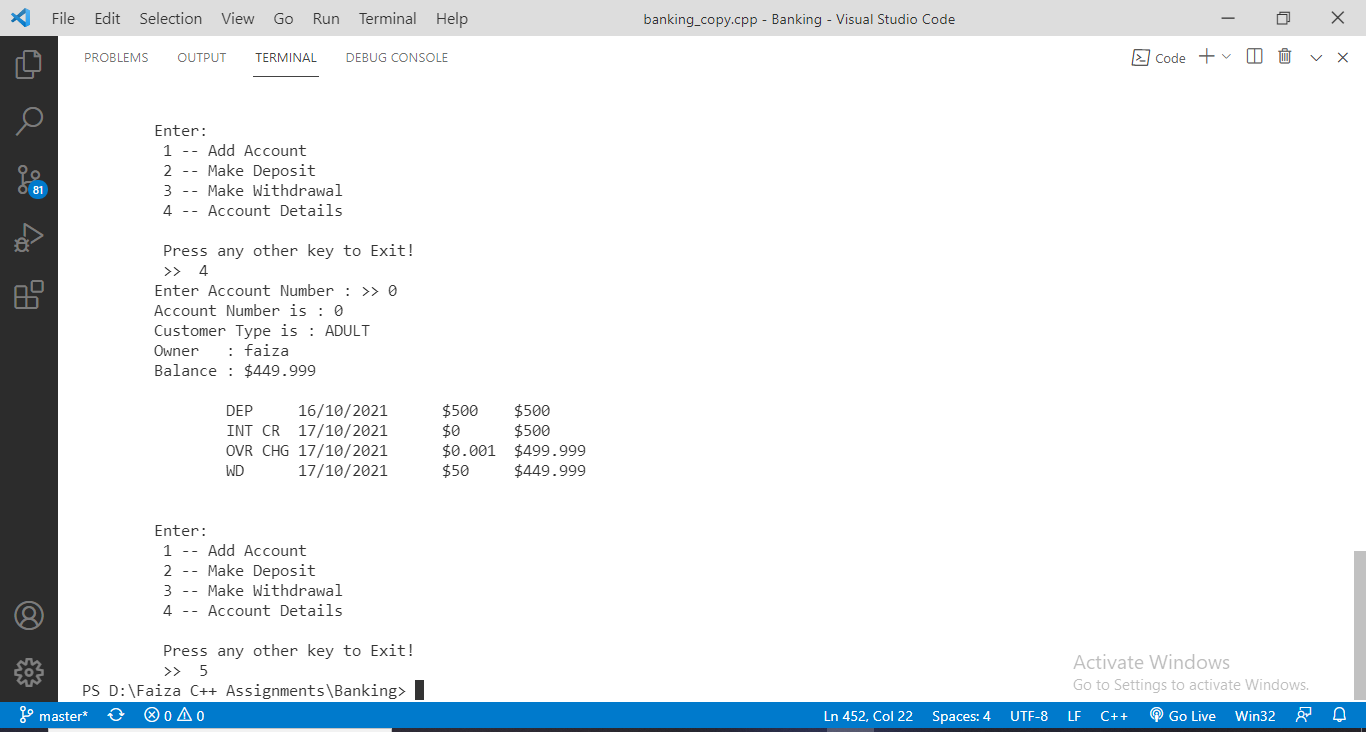 File Edit Selection View Go Run Terminal Help banking_copy.cpp - Banking - Visual Studio Code
PROBLEMS OUTPUT TERMINAL DEBUG CONSOLE Code
81
Enter:
1 -- Add Account
2 -- Make Deposit
3 -- Make Withdrawal
4 -- Account Details
Press any other key to Exit!
>> 4
Enter Account Number : >> 0
Account Number is : 0
Customer Type is : ADULT
Owner : faiza
Balance : $449.999
DEP 16/10/2021 $500 $500
INT CR 17/10/2021 $0 $500
OVR CHG 17/10/2021 $0.001 $499.999
WD 17/10/2021 $50 $449.999
Enter:
1 -- Add Account
2 -- Make Deposit
3 -- Make Withdrawal
4 -- Account Details
Press any other key to Exit!
>> 5
PS D:\Faiza C++ Assignments\Banking>
Activate Windows
Go to Settings to activate Windows.
master* 0 0 Ln 452, Col 22 Spaces: 4 UTF-8 LF C++ Go Live Win32